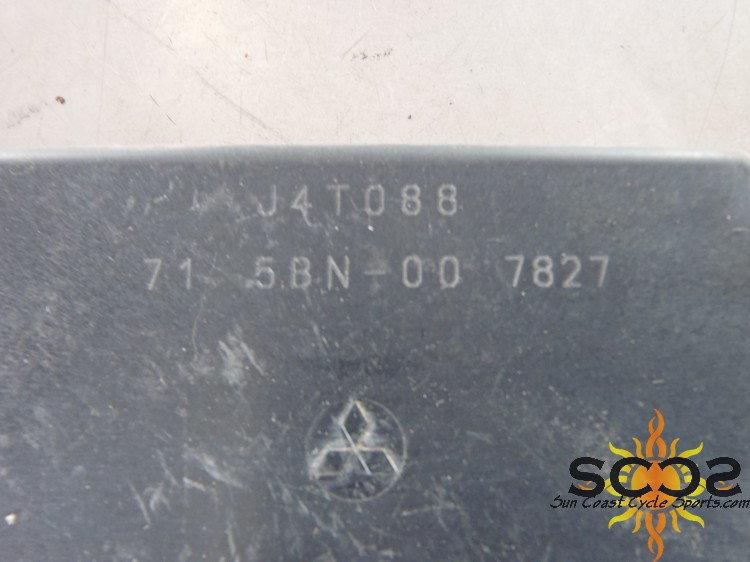 J4T088
71 5BN-00 7827
SCCS
Sun Coast Cycle Sports.com